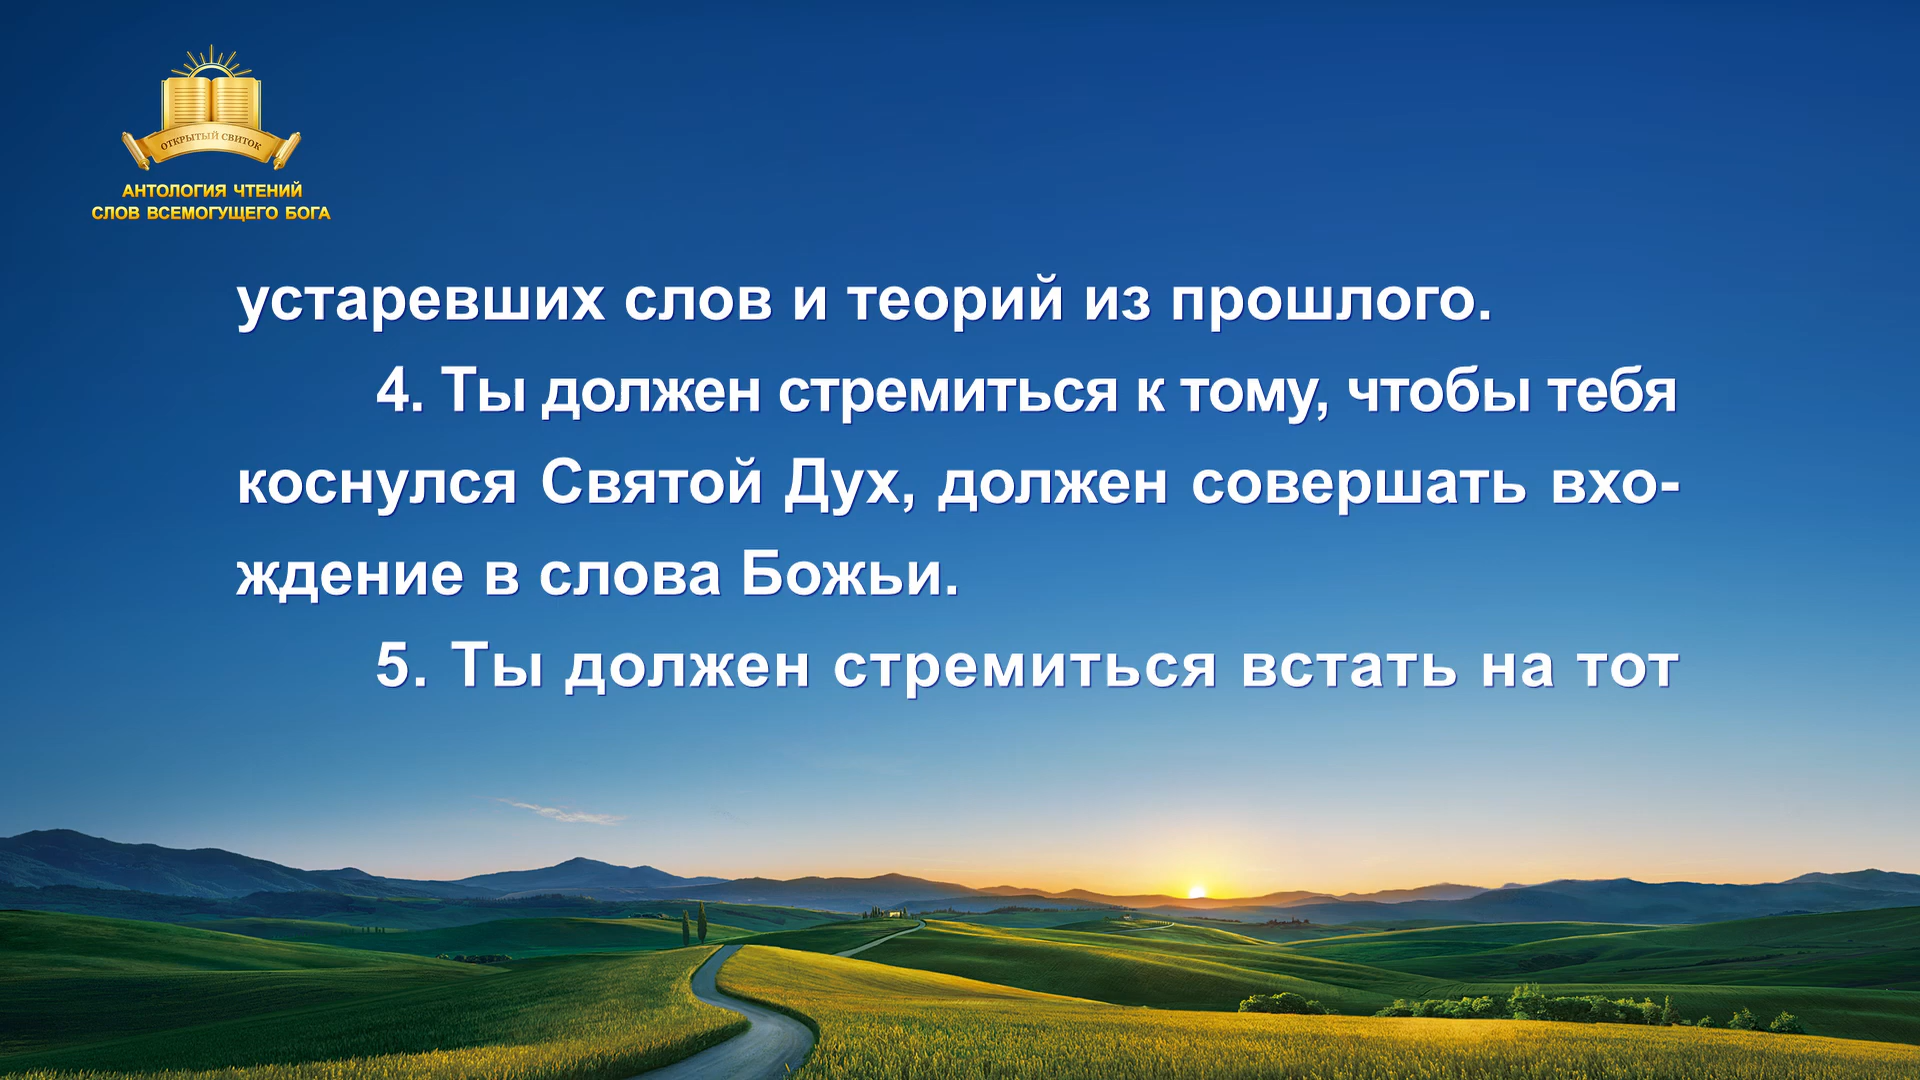 ОТКРЫТЫЙ СВИТОК
АНТОЛОГИЯ ЧТЕНИЙ
СЛОВ ВСЕМОГУЩЕГО БОГА
устаревших слов и теорий из прошлого.
4. Ты должен стремиться к тому, чтобы тебя
коснулся Святой Дух, должен совершать вхо-
ждение в слова Божьи.
5. Ты должен стремиться встать на тот